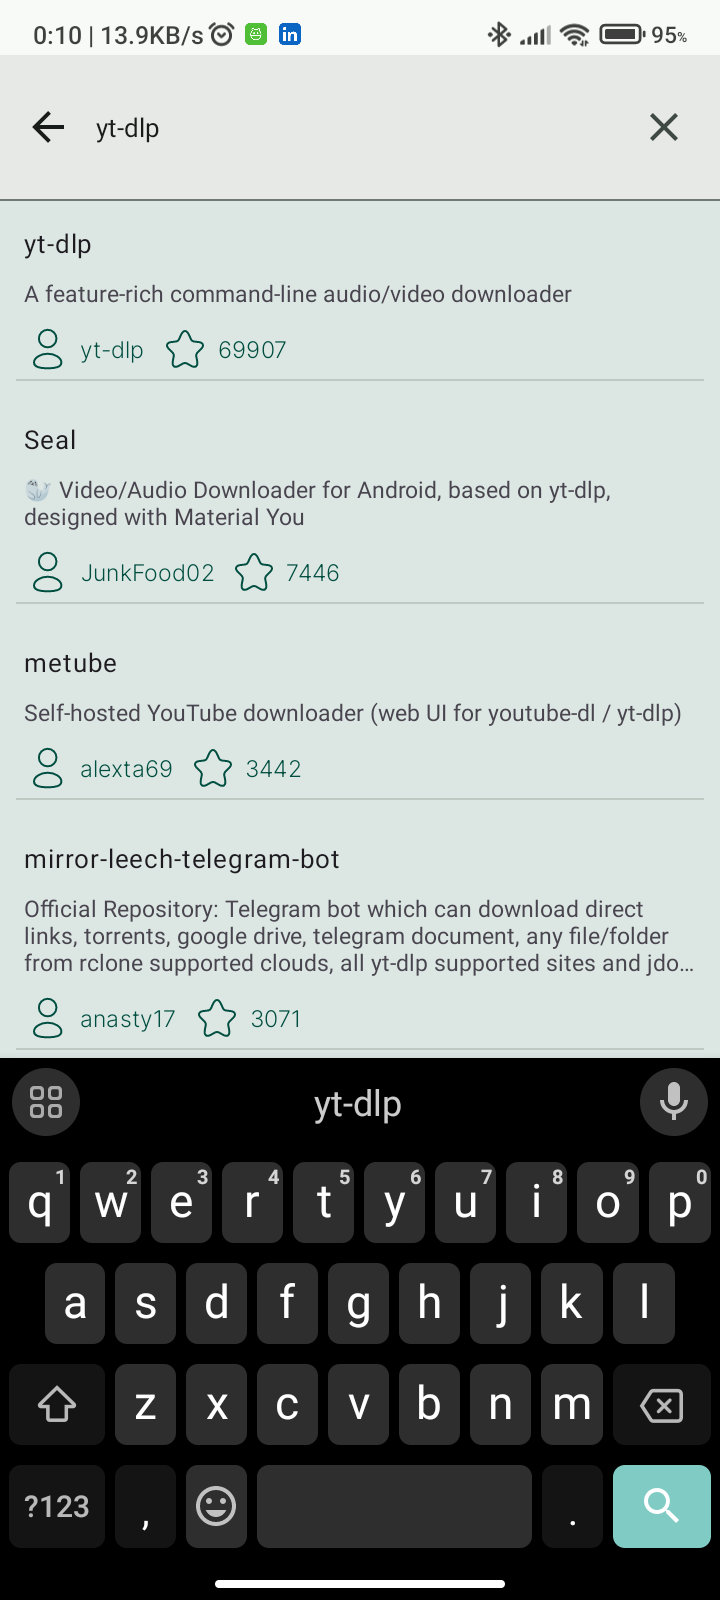 0:10 | 13.9KB/s in 95%
yt-dlp
yt-dlp
A feature-rich command-line audio/video downloader
yt-dlp 69907
Seal
🦭 Video/Audio Downloader for Android, based on yt-dlp,
designed with Material You
JunkFood02 7446
metube
Self-hosted YouTube downloader (web UI for youtube-dl / yt-dlp)
alexta69 3442
mirror-leech-telegram-bot
Official Repository: Telegram bot which can download direct
links, torrents, google drive, telegram document, any file/folder
from rclone supported clouds, all yt-dlp supported sites and jdo…
anasty17 3071
yt-dlp
1 2 3 4 5 6 7 8 9 0
q w e r t y u i o p
a s d f g h j k l
z x c v b n m
?123 , .